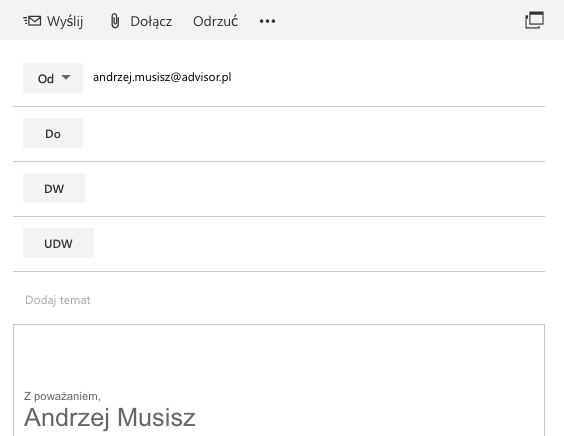 Wyślij Dołącz Odrzuć •••
Od andrzej.musisz@advisor.pl
Do
DW
UDW
Dodaj temat
Z poważaniem,
Andrzej Musisz